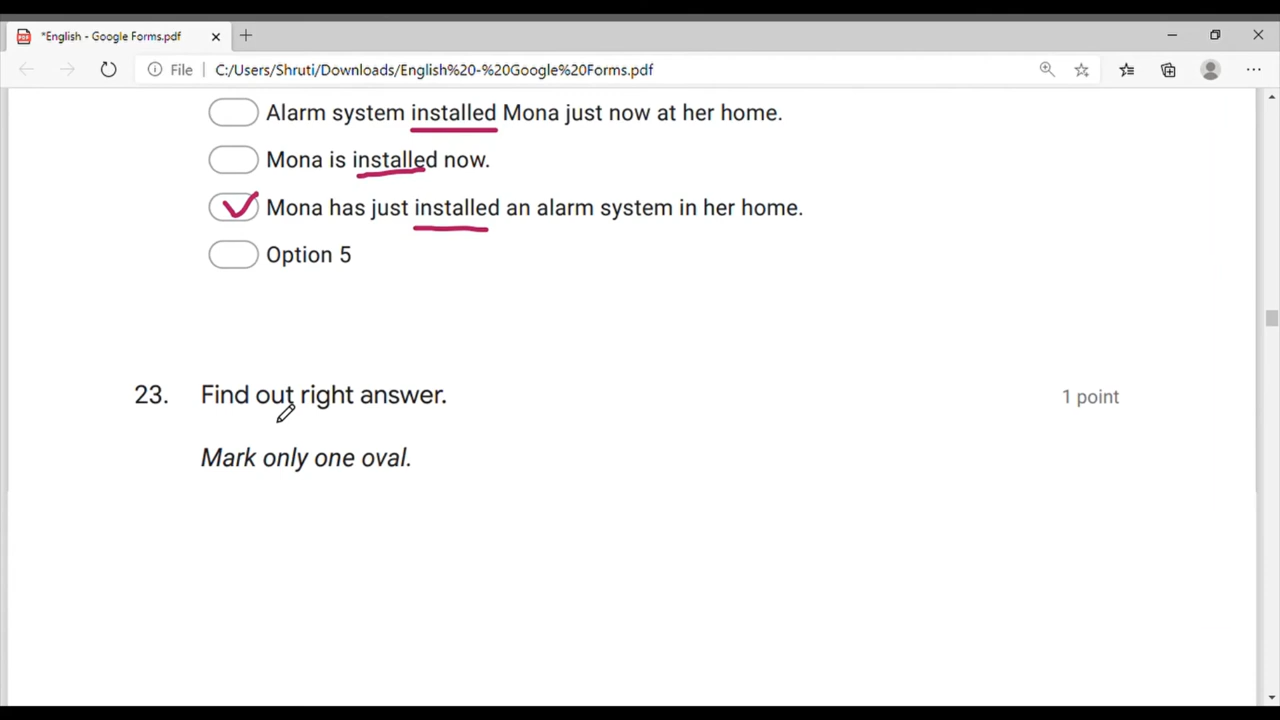 *English - Google Forms.pdf
File | C:/Users/Shruti/Downloads/English%20-%20Google%20Forms.pdf
Alarm system installed Mona just now at her home.
Mona is installed now.
Mona has just installed an alarm system in her home.
Option 5
23. Find out right answer. 1 point
Mark only one oval.